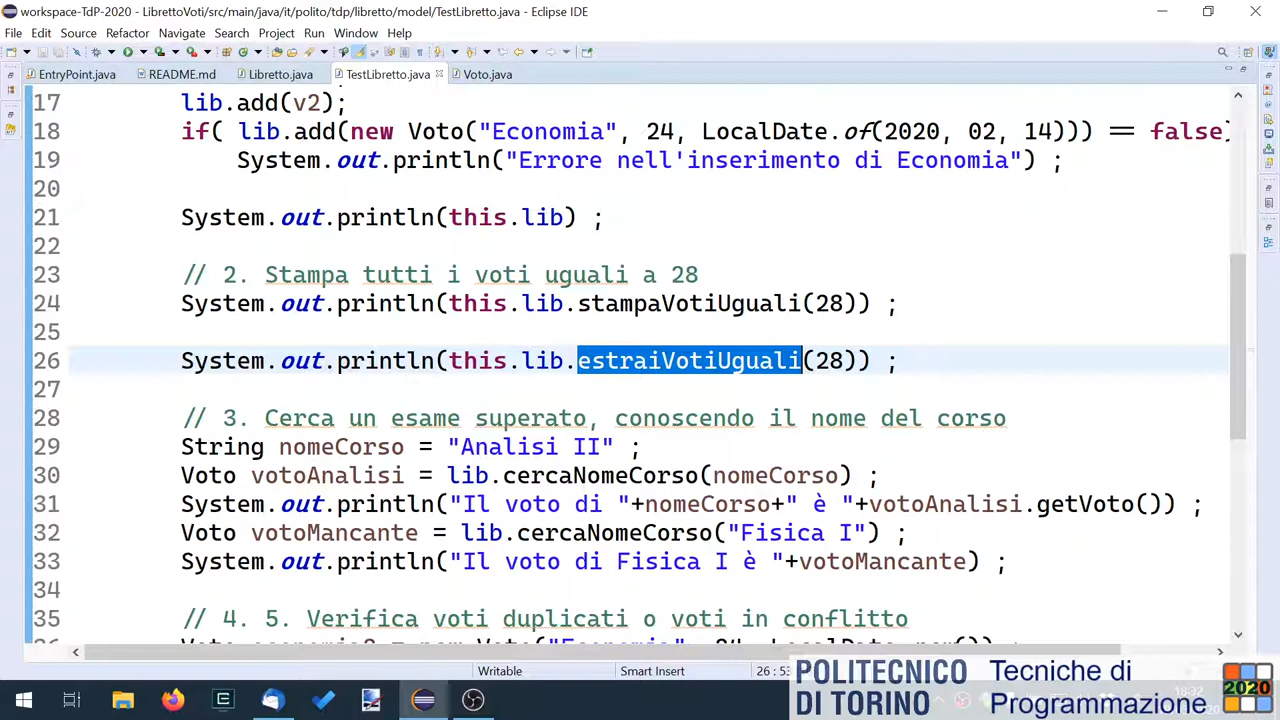 workspace-TdP-2020 - LibrettoVoti/src/main/java/it/polito/tdp/libretto/model/TestLibretto.java - Eclipse IDE
File Edit Source Refactor Navigate Search Project Run Window Help
EntryPoint.java README.md Libretto.java TestLibretto.java Voto.java
17 lib.add(v2);
18 if( lib.add(new Voto("Economia", 24, LocalDate.of(2020, 02, 14))) == false)
19 System.out.println("Errore nell'inserimento di Economia") ;
20
21 System.out.println(this.lib) ;
22
23 // 2. Stampa tutti i voti uguali a 28
24 System.out.println(this.lib.stampaVotiUguali(28)) ;
25
26 System.out.println(this.lib.estraiVotiUguali(28)) ;
27
28 // 3. Cerca un esame superato, conoscendo il nome del corso
29 String nomeCorso = "Analisi II" ;
30 Voto votoAnalisi = lib.cercaNomeCorso(nomeCorso) ;
31 System.out.println("Il voto di "+nomeCorso+" è "+votoAnalisi.getVoto()) ;
32 Voto votoMancante = lib.cercaNomeCorso("Fisica I") ;
33 System.out.println("Il voto di Fisica I è "+votoMancante) ;
34
35 // 4. 5. Verifica voti duplicati o voti in conflitto
Writable Smart Insert 26 : 53
POLITECNICO
DI TORINO
Tecniche di
Programmazione
2020